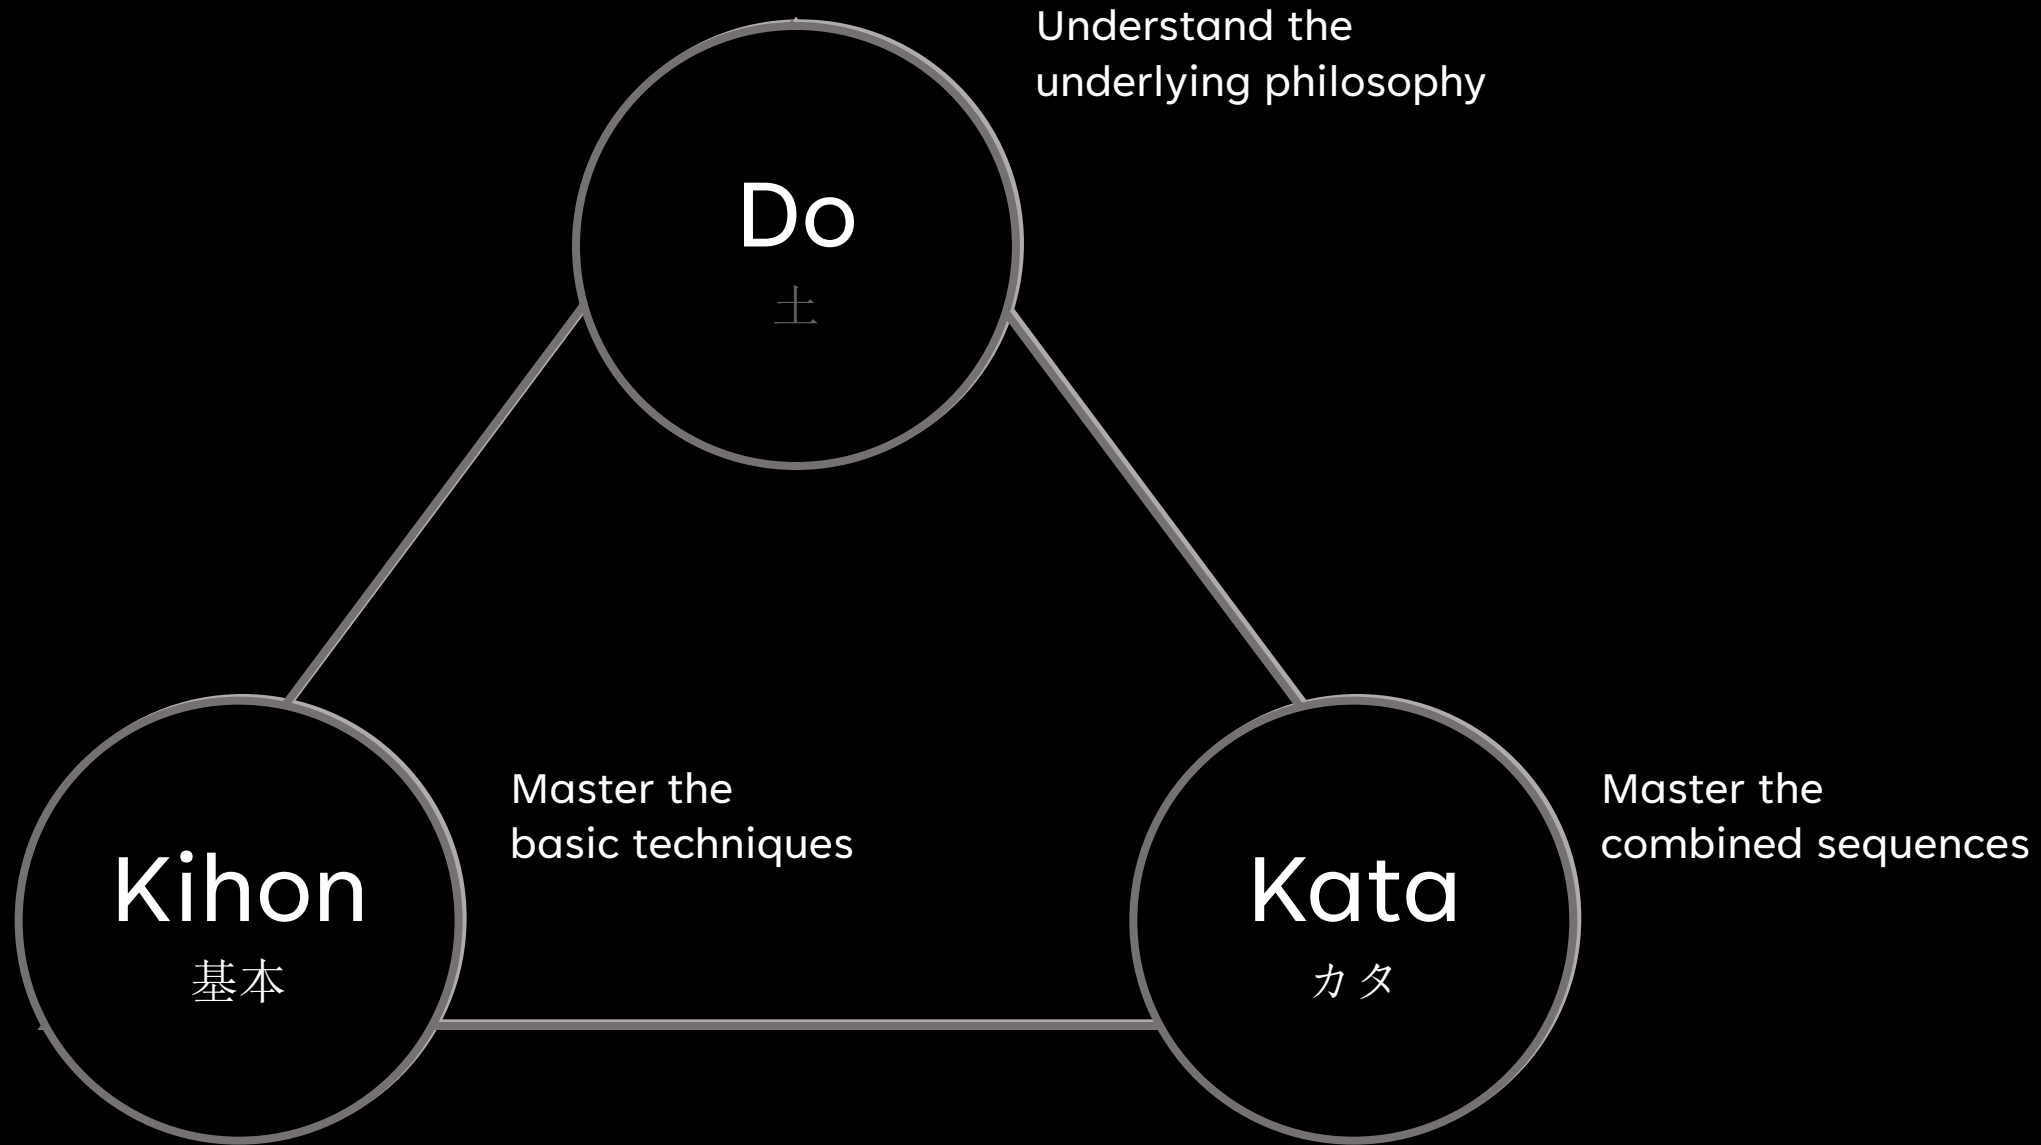 Understand the
underlying philosophy
Do
土
Master the
basic techniques
Kihon
基本
Master the
combined sequences
Kata
カタ